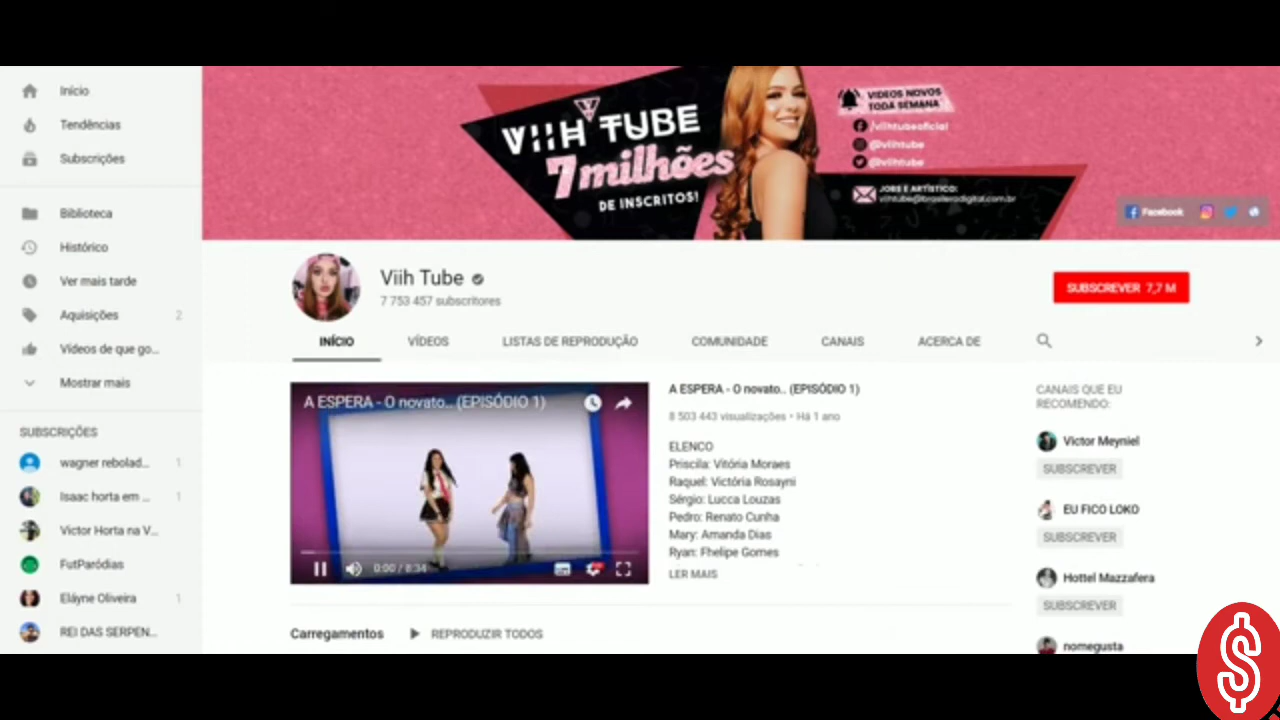 Início
Tendências
Subscrições
Biblioteca
Histórico
Ver mais tarde
Aquisições 2
Vídeos de que go...
Mostrar mais
SUBSCRIÇÕES
wagner rebolad... 1
Isaac horta em ... 1
Victor Horta na V...
FutParódias
Eláyne Oliveira 1
REI DAS SERPEN...
VIIH TUBE
7 milhões
DE INSCRITOS!
VIDEOS NOVOS
TODA SEMANA
/viihtubeoficial
@viihtube
@viihtube
JOBS E ARTÍSTICO:
viihtube@brasileiradigital.com.br
Facebook
Viih Tube
7 753 457 subscritores
SUBSCREVER 7,7 M
INÍCIO VÍDEOS LISTAS DE REPRODUÇÃO COMUNIDADE CANAIS ACERCA DE
A ESPERA - O novato.. (EPISÓDIO 1)
0:00 / 8:34
A ESPERA - O novato.. (EPISÓDIO 1)
8 503 443 visualizações • Há 1 ano
ELENCO
Priscila: Vitória Moraes
Raquel: Victória Rosayni
Sérgio: Lucca Louzas
Pedro: Renato Cunha
Mary: Amanda Dias
Ryan: Fhelipe Gomes
LER MAIS
CANAIS QUE EU
RECOMENDO:
Victor Meyniel
SUBSCREVER
EU FICO LOKO
SUBSCREVER
Hottel Mazzafera
SUBSCREVER
nomegusta
Carregamentos REPRODUZIR TODOS
$